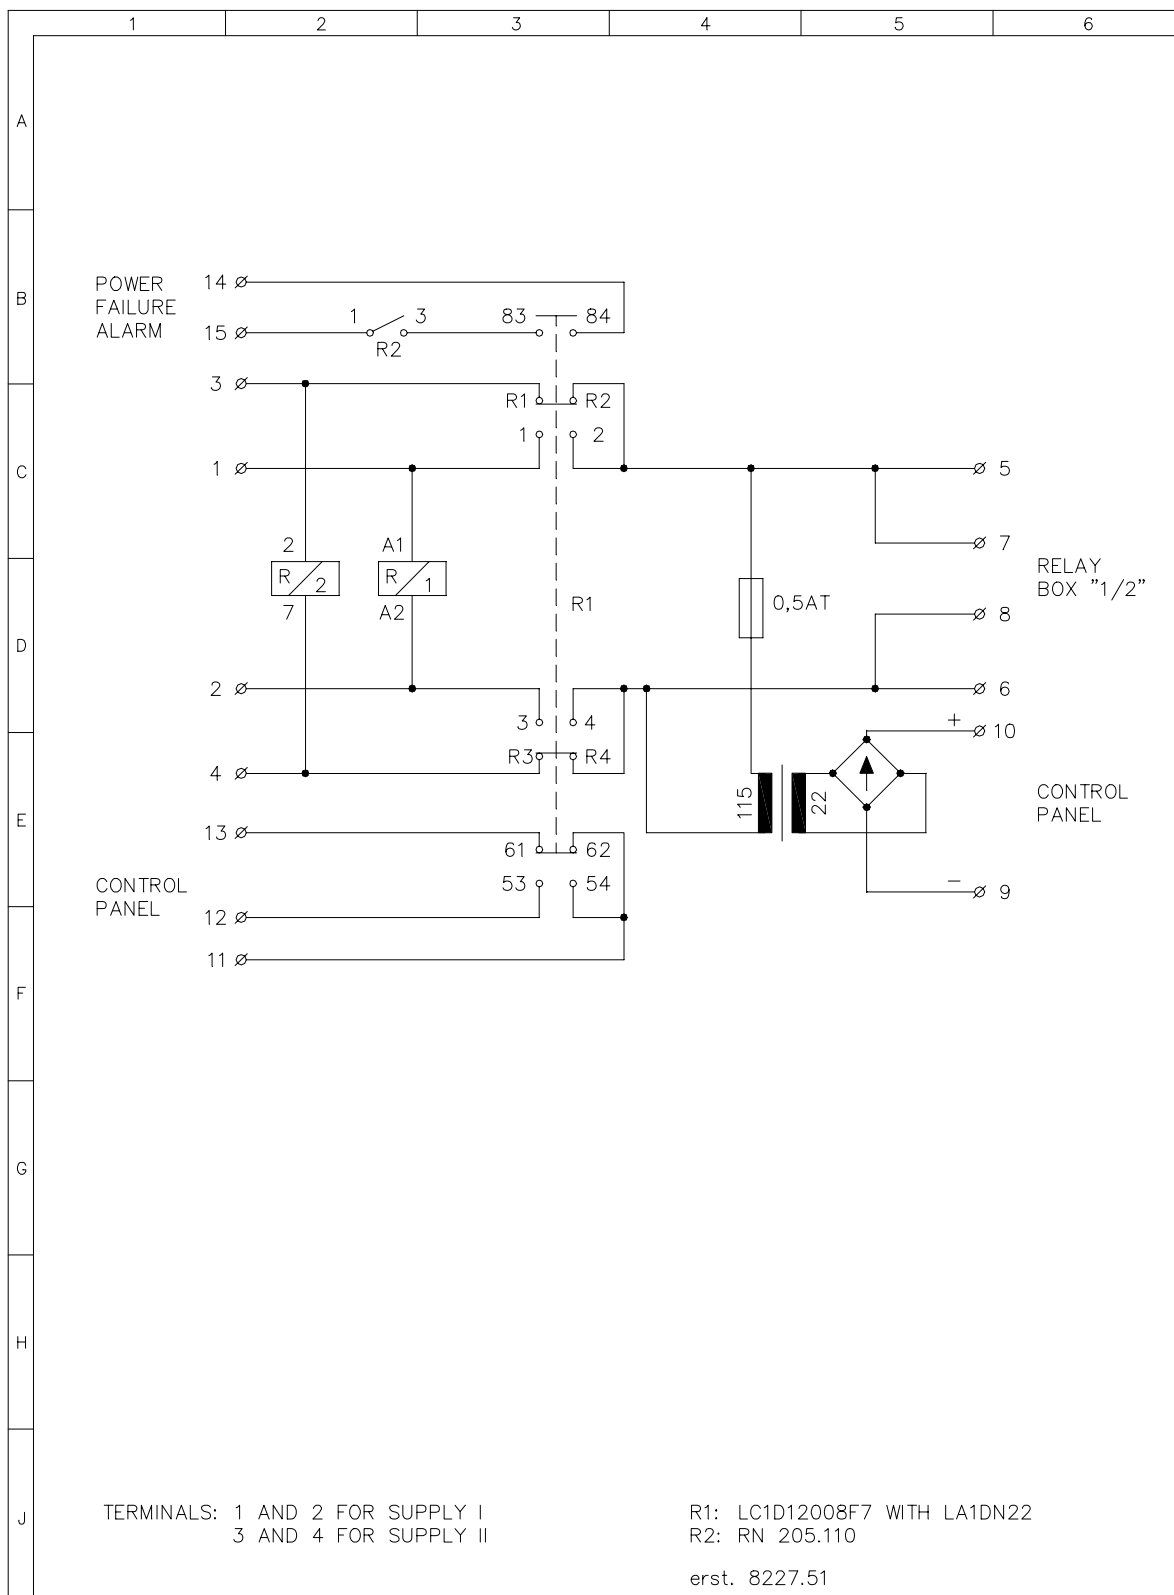 1 2 3 4 5 6
A
B
C
D
E
F
G
H
J
POWER
FAILURE
ALARM
14
15
1 3
R2
83 84
3
R1 R2
1 2
1
5
7
RELAY
BOX "1/2"
8
2 A1
R 2 R 1
7 A2
R1
0,5AT
2
6
3 4
+ 10
R3 R4
4
115 22
CONTROL
PANEL
13
61 62
53 54
CONTROL
PANEL
- 9
12
11
TERMINALS: 1 AND 2 FOR SUPPLY I
3 AND 4 FOR SUPPLY II
R1: LC1D12008F7 WITH LA1DN22
R2: RN 205.110
erst. 8227.51